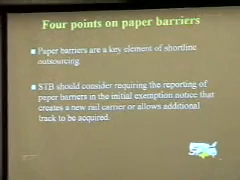 Four points on paper barriers
Paper barriers are a key element of shortline
outsourcing.
STB should consider requiring the reporting of
paper barriers in the initial exemption notice that
creates a new rail carrier or allows additional
track to be acquired.